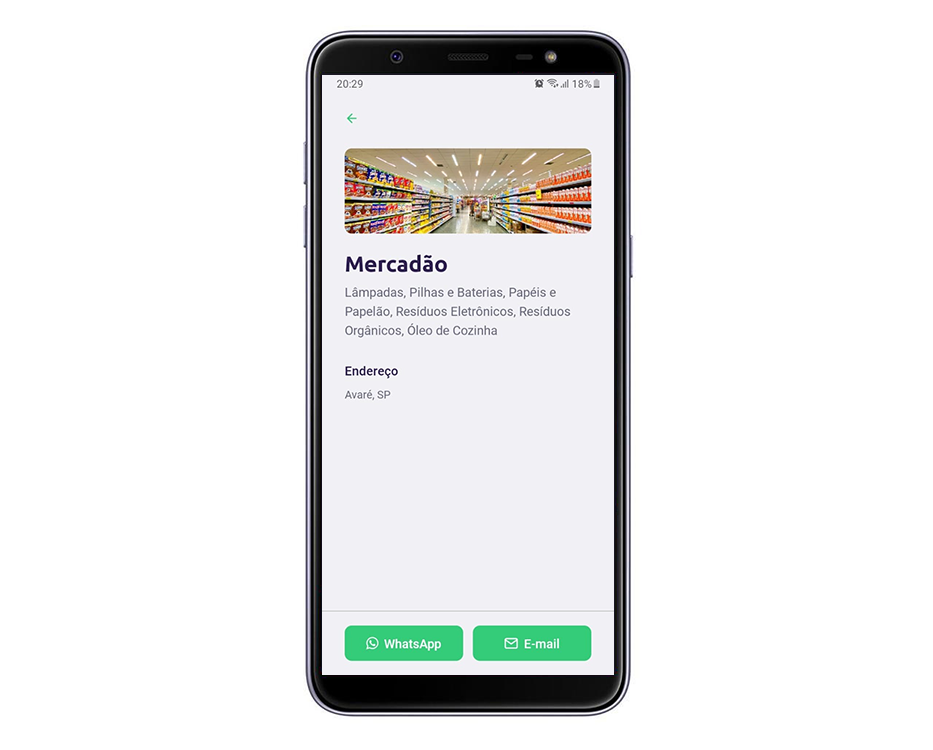 20:29
18%
Mercadão
Lâmpadas, Pilhas e Baterias, Papéis e
Papelão, Resíduos Eletrônicos, Resíduos
Orgânicos, Óleo de Cozinha
Endereço
Avaré, SP
WhatsApp
E-mail